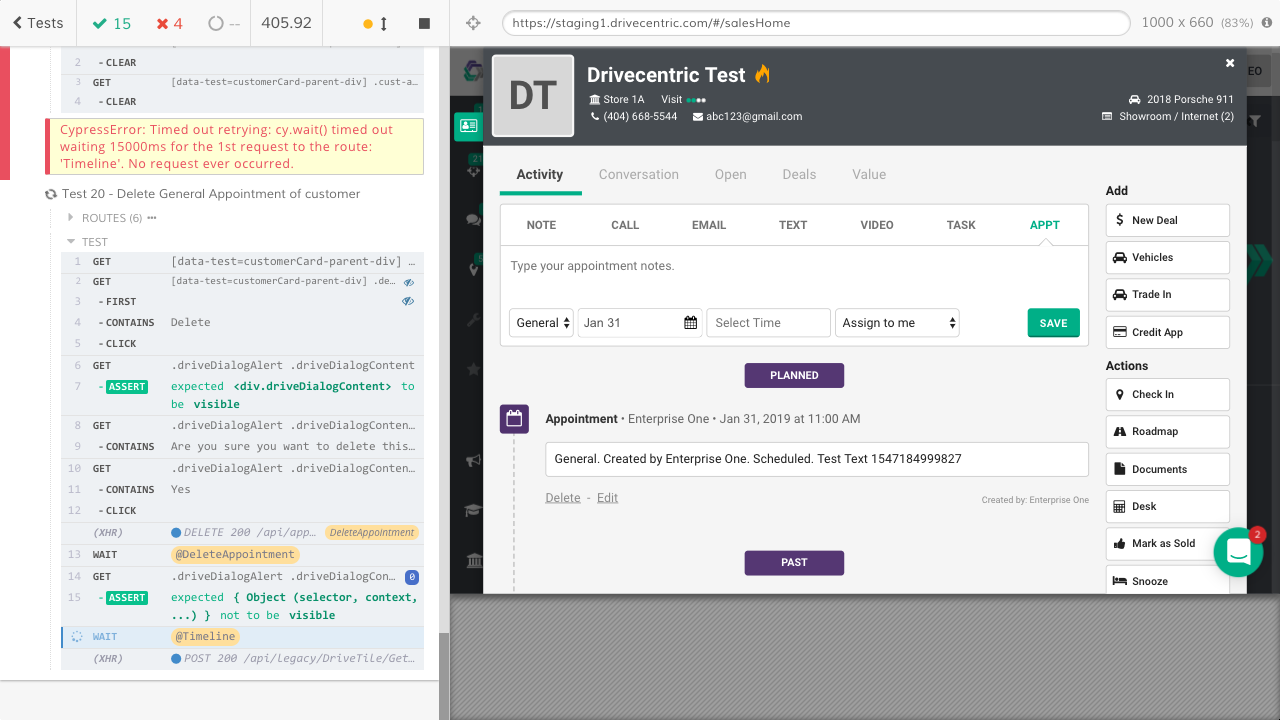 Tests
15
4
--
405.92
https://staging1.drivecentric.com/#/salesHome
1000 x 660 (83%)
2 - CLEAR
3 GET [data-test=customerCard-parent-div] .cust-a…
4 - CLEAR
CypressError: Timed out retrying: cy.wait() timed out
waiting 15000ms for the 1st request to the route:
'Timeline'. No request ever occurred.
Test 20 - Delete General Appointment of customer
ROUTES (6) •••
TEST
1 GET [data-test=customerCard-parent-div] …
2 GET [data-test=customerCard-parent-div] .de…
3 - FIRST
4 - CONTAINS Delete
5 - CLICK
6 GET .driveDialogAlert .driveDialogContent
7 - ASSERT expected <div.driveDialogContent> to
be visible
8 GET .driveDialogAlert .driveDialogConten…
9 - CONTAINS Are you sure you want to delete this…
10 GET .driveDialogAlert .driveDialogConten…
11 - CONTAINS Yes
12 - CLICK
(XHR) DELETE 200 /api/app… DeleteAppointment
13 WAIT @DeleteAppointment
14 GET .driveDialogAlert .driveDialogCon… 0
15 - ASSERT expected { Object (selector, context,
...) } not to be visible
WAIT @Timeline
(XHR) POST 200 /api/legacy/DriveTile/Get…
DT
Drivecentric Test
Store 1A Visit
(404) 668-5544 abc123@gmail.com
2018 Porsche 911
Showroom / Internet (2)
EO
Activity Conversation Open Deals Value
NOTE CALL EMAIL TEXT VIDEO TASK APPT
Type your appointment notes.
General Jan 31 Select Time Assign to me SAVE
PLANNED
Appointment • Enterprise One • Jan 31, 2019 at 11:00 AM
General. Created by Enterprise One. Scheduled. Test Text 1547184999827
Delete - Edit
Created by: Enterprise One
PAST
Add
New Deal
Vehicles
Trade In
Credit App
Actions
Check In
Roadmap
Documents
Desk
Mark as Sold
Snooze
2